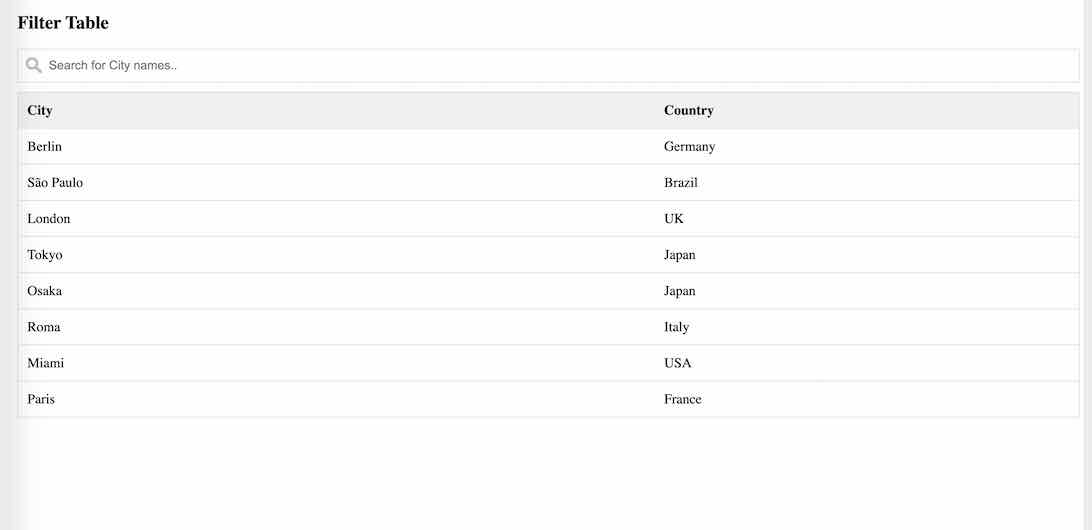 Filter Table
Search for City names..
City Country
Berlin Germany
São Paulo Brazil
London UK
Tokyo Japan
Osaka Japan
Roma Italy
Miami USA
Paris France